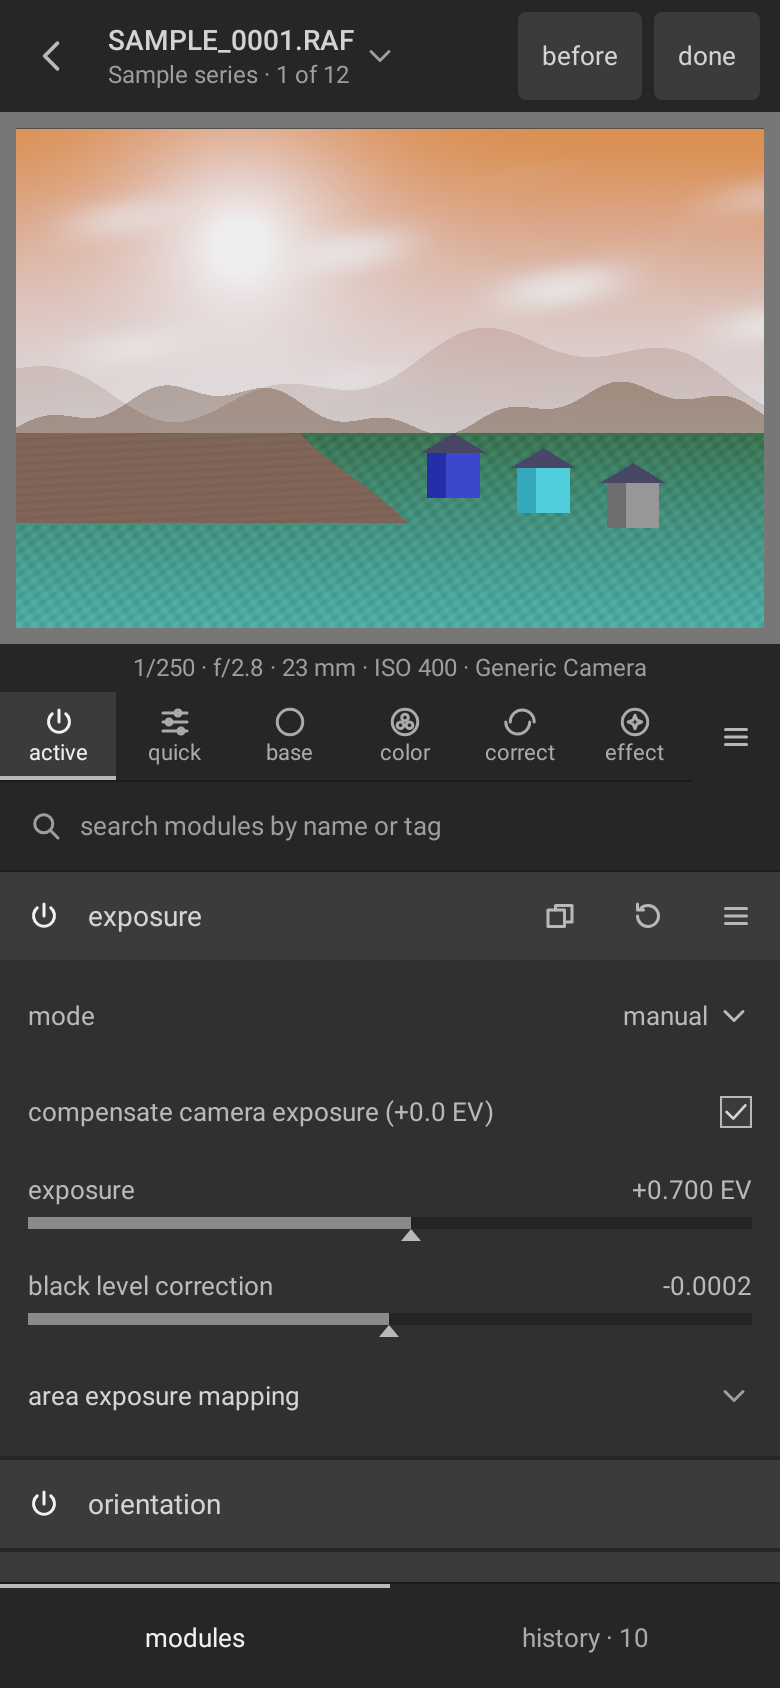 SAMPLE_0001.RAF
Sample series · 1 of 12
before
done
1/250 · f/2.8 · 23 mm · ISO 400 · Generic Camera
active
quick
base
color
correct
effect
search modules by name or tag
exposure
mode
manual
compensate camera exposure (+0.0 EV)
exposure
+0.700 EV
black level correction
-0.0002
area exposure mapping
orientation
modules
history · 10